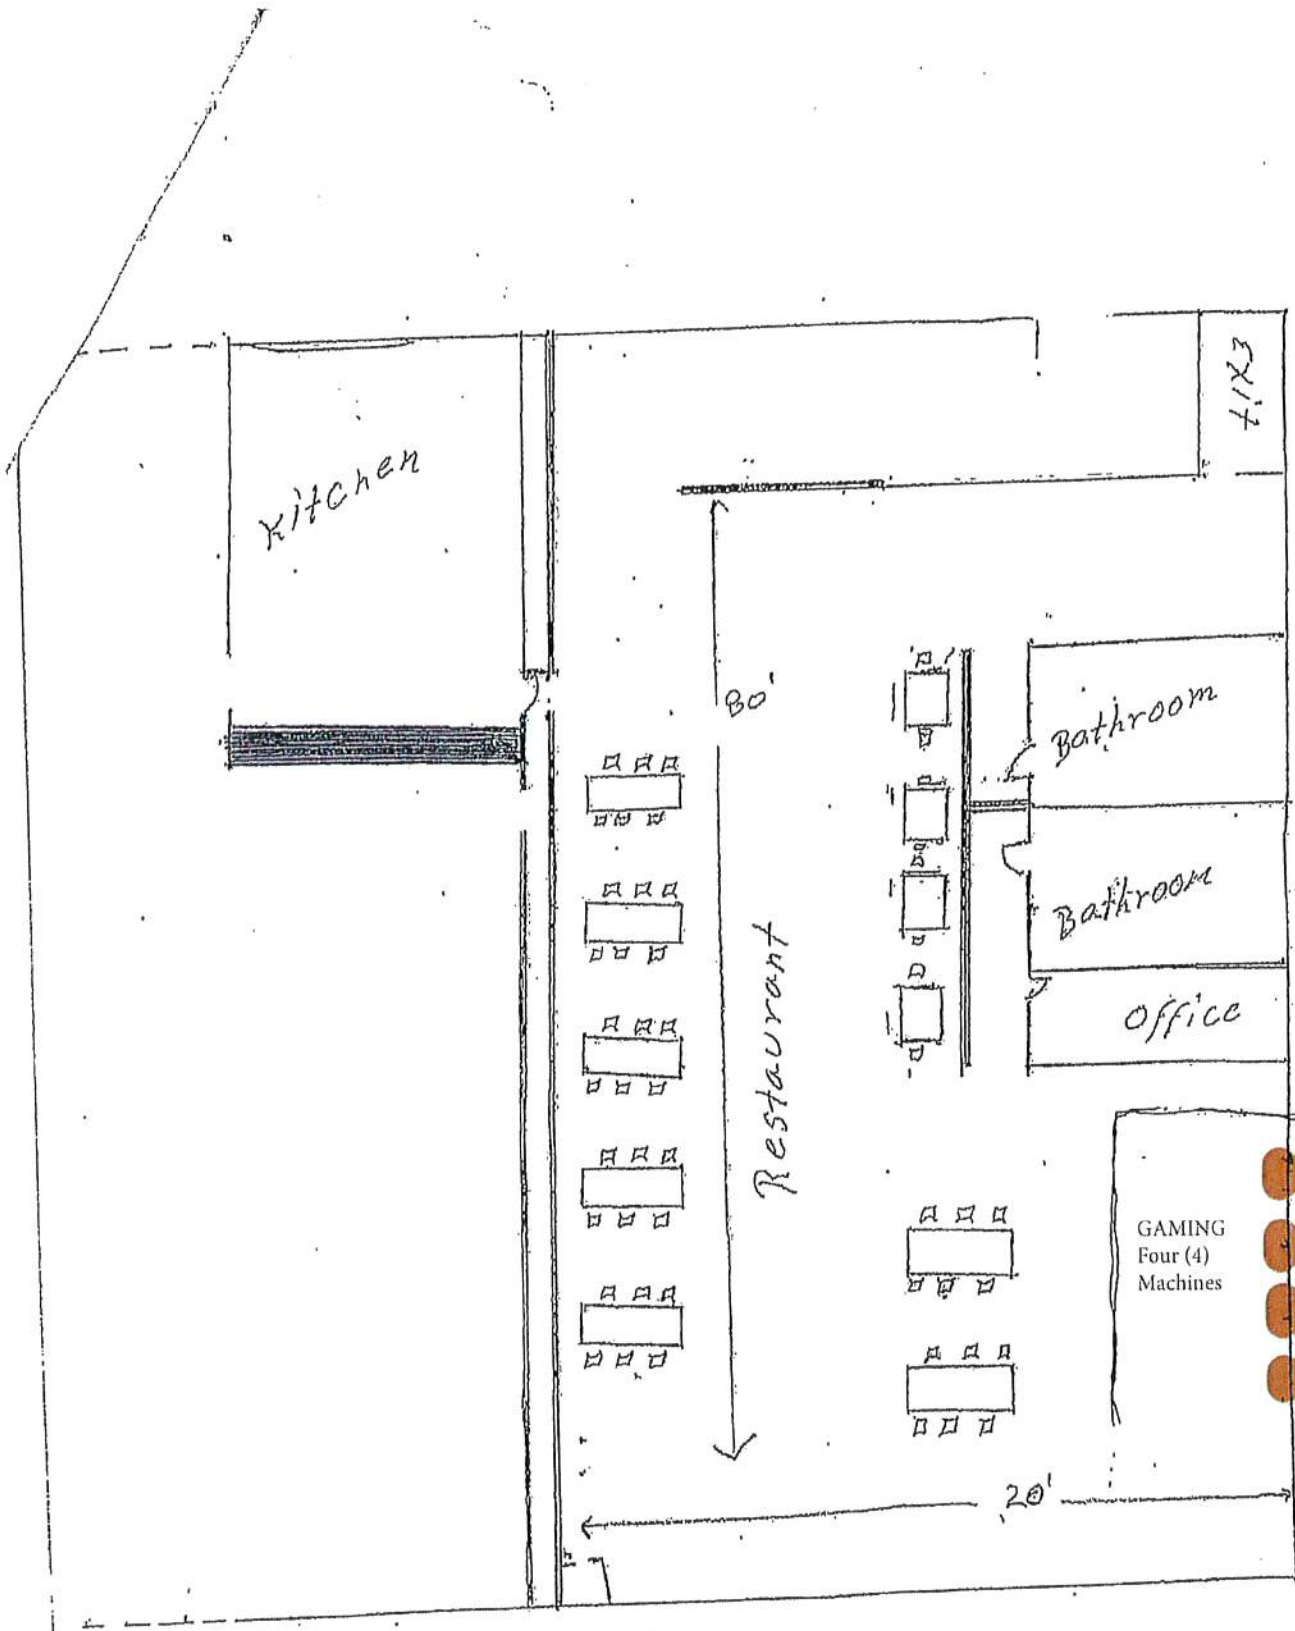 Exit
Kitchen
80'
Bathroom
Bathroom
Office
Restaurant
GAMING
Four (4)
Machines
20'